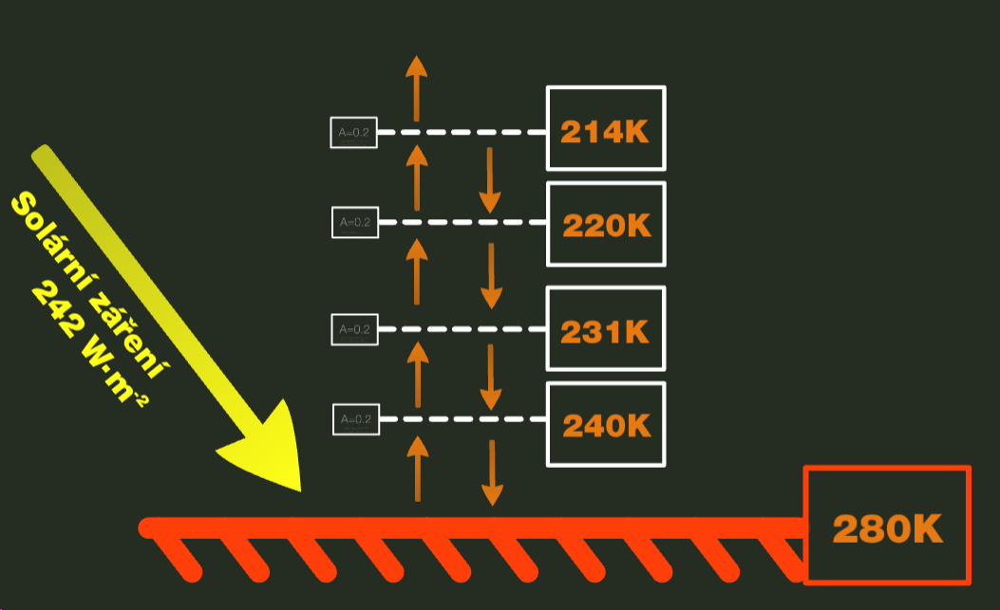 A=0.2
214K
A=0.2
220K
Solární záření
242 W·m⁻²
A=0.2
231K
A=0.2
240K
280K